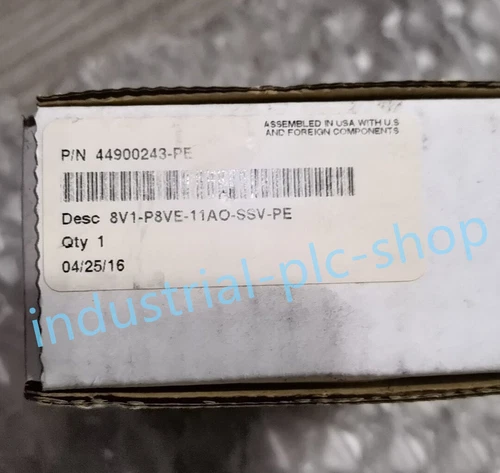 ASSEMBLED IN USA WITH U.S
AND FOREIGN COMPONENTS
P/N 44900243-PE
Desc 8V1-P8VE-11AO-SSV-PE
Qty 1
04/25/16
industrial-plc-shop